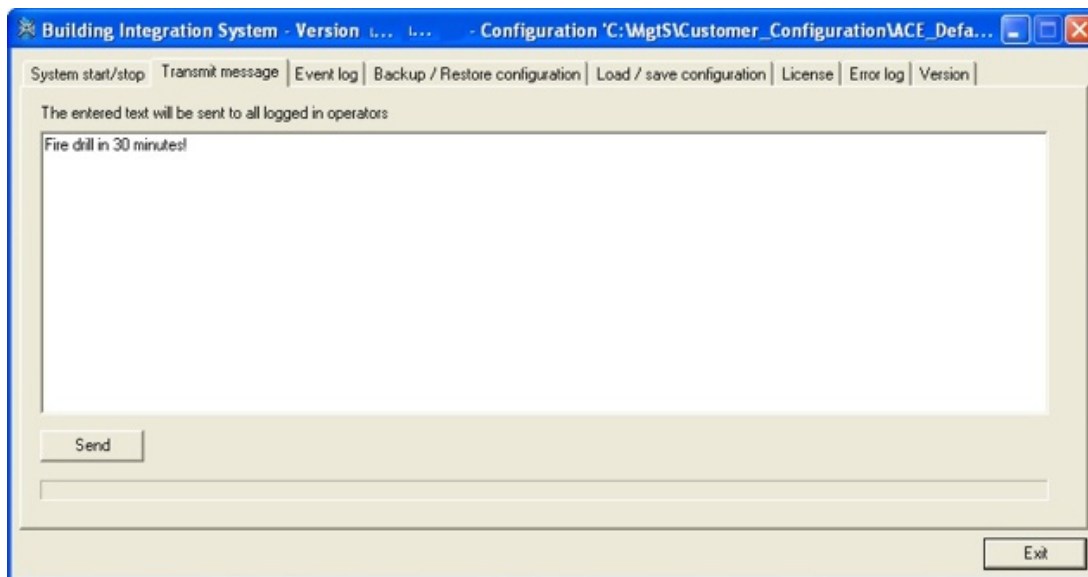 Building Integration System - Version - Configuration 'C:\MgtS\Customer_Configuration\ACE_Defa...
System start/stop Transmit message Event log Backup / Restore configuration Load / save configuration License Error log Version
The entered text will be sent to all logged in operators
Fire drill in 30 minutes!
Send
Exit